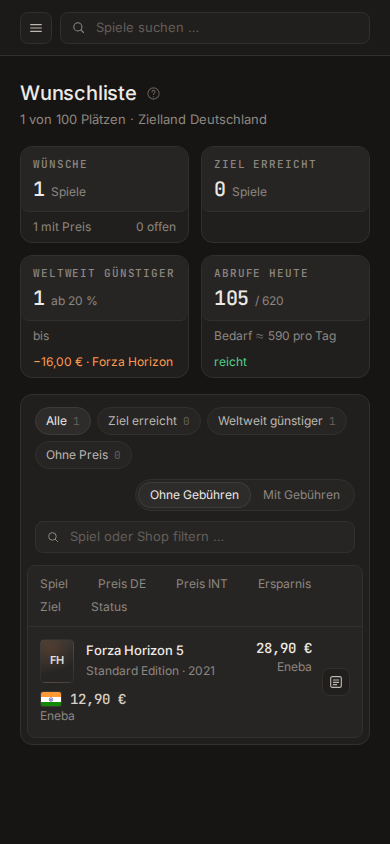 Spiele suchen ...
Wunschliste
1 von 100 Plätzen · Zielland Deutschland
WÜNSCHE
1 Spiele
1 mit Preis 0 offen
ZIEL ERREICHT
0 Spiele
WELTWEIT GÜNSTIGER
1 ab 20 %
bis
−16,00 € · Forza Horizon
ABRUFE HEUTE
105 / 620
Bedarf ≈ 590 pro Tag
reicht
Alle 1 Ziel erreicht 0 Weltweit günstiger 1
Ohne Preis 0
Ohne Gebühren Mit Gebühren
Spiel oder Shop filtern ...
Spiel Preis DE Preis INT Ersparnis
Ziel Status
FH
Forza Horizon 5 28,90 €
Standard Edition · 2021 Eneba
12,90 €
Eneba